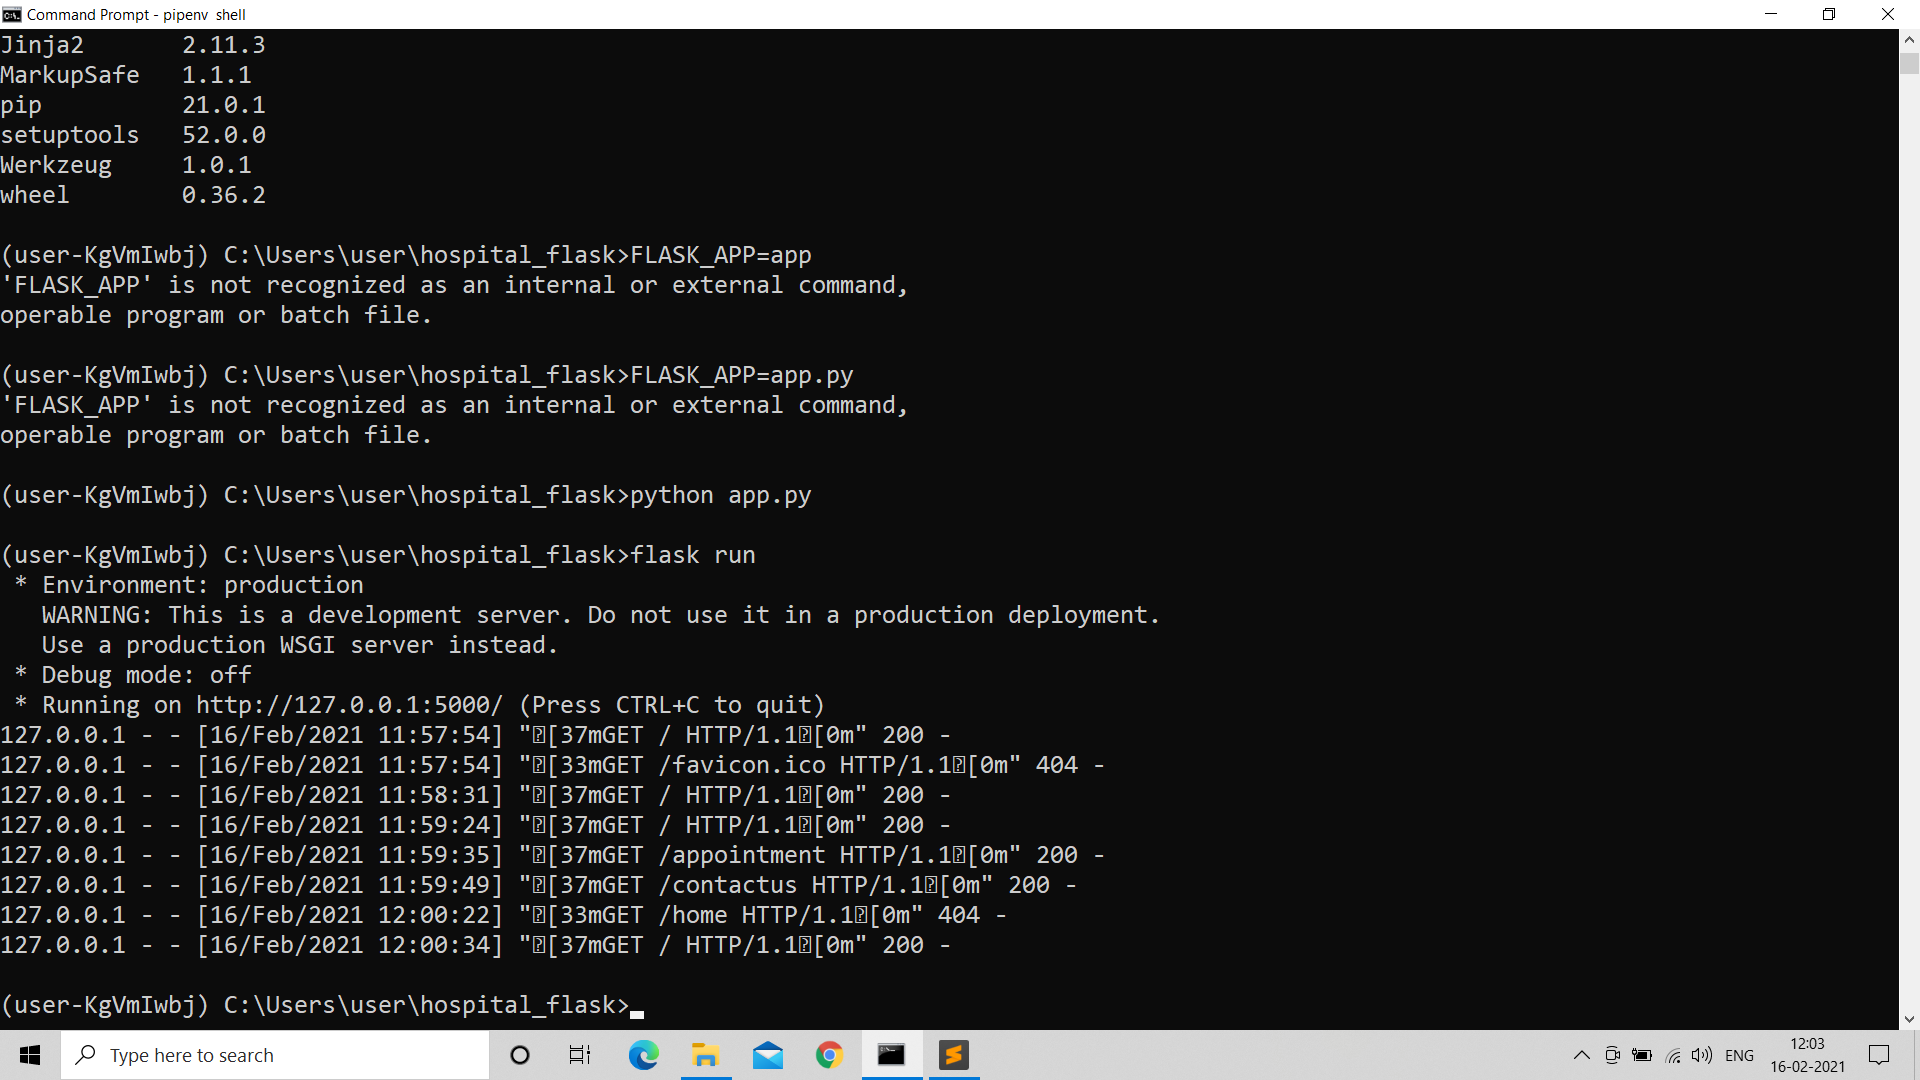 Command Prompt - pipenv  shell
Jinja2       2.11.3
MarkupSafe   1.1.1
pip          21.0.1
setuptools   52.0.0
Werkzeug     1.0.1
wheel        0.36.2
(user-KgVmIwbj) C:\Users\user\hospital_flask>FLASK_APP=app
'FLASK_APP' is not recognized as an internal or external command,
operable program or batch file.
(user-KgVmIwbj) C:\Users\user\hospital_flask>FLASK_APP=app.py
'FLASK_APP' is not recognized as an internal or external command,
operable program or batch file.
(user-KgVmIwbj) C:\Users\user\hospital_flask>python app.py
(user-KgVmIwbj) C:\Users\user\hospital_flask>flask run
 * Environment: production
   WARNING: This is a development server. Do not use it in a production deployment.
   Use a production WSGI server instead.
 * Debug mode: off
 * Running on http://127.0.0.1:5000/ (Press CTRL+C to quit)
127.0.0.1 - - [16/Feb/2021 11:57:54] "�[37mGET / HTTP/1.1�[0m" 200 -
127.0.0.1 - - [16/Feb/2021 11:57:54] "�[33mGET /favicon.ico HTTP/1.1�[0m" 404 -
127.0.0.1 - - [16/Feb/2021 11:58:31] "�[37mGET / HTTP/1.1�[0m" 200 -
127.0.0.1 - - [16/Feb/2021 11:59:24] "�[37mGET / HTTP/1.1�[0m" 200 -
127.0.0.1 - - [16/Feb/2021 11:59:35] "�[37mGET /appointment HTTP/1.1�[0m" 200 -
127.0.0.1 - - [16/Feb/2021 11:59:49] "�[37mGET /contactus HTTP/1.1�[0m" 200 -
127.0.0.1 - - [16/Feb/2021 12:00:22] "�[33mGET /home HTTP/1.1�[0m" 404 -
127.0.0.1 - - [16/Feb/2021 12:00:34] "�[37mGET / HTTP/1.1�[0m" 200 -
(user-KgVmIwbj) C:\Users\user\hospital_flask>
Type here to search
ENG
12:03
16-02-2021